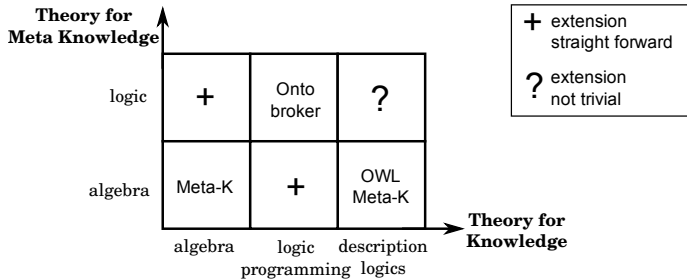 Theory for
Meta Knowledge
+ extension
straight forward
? extension
not trivial
logic
+
Onto
broker
?
algebra
Meta-K
+
OWL
Meta-K
Theory for
Knowledge
algebra
logic
programming
description
logics